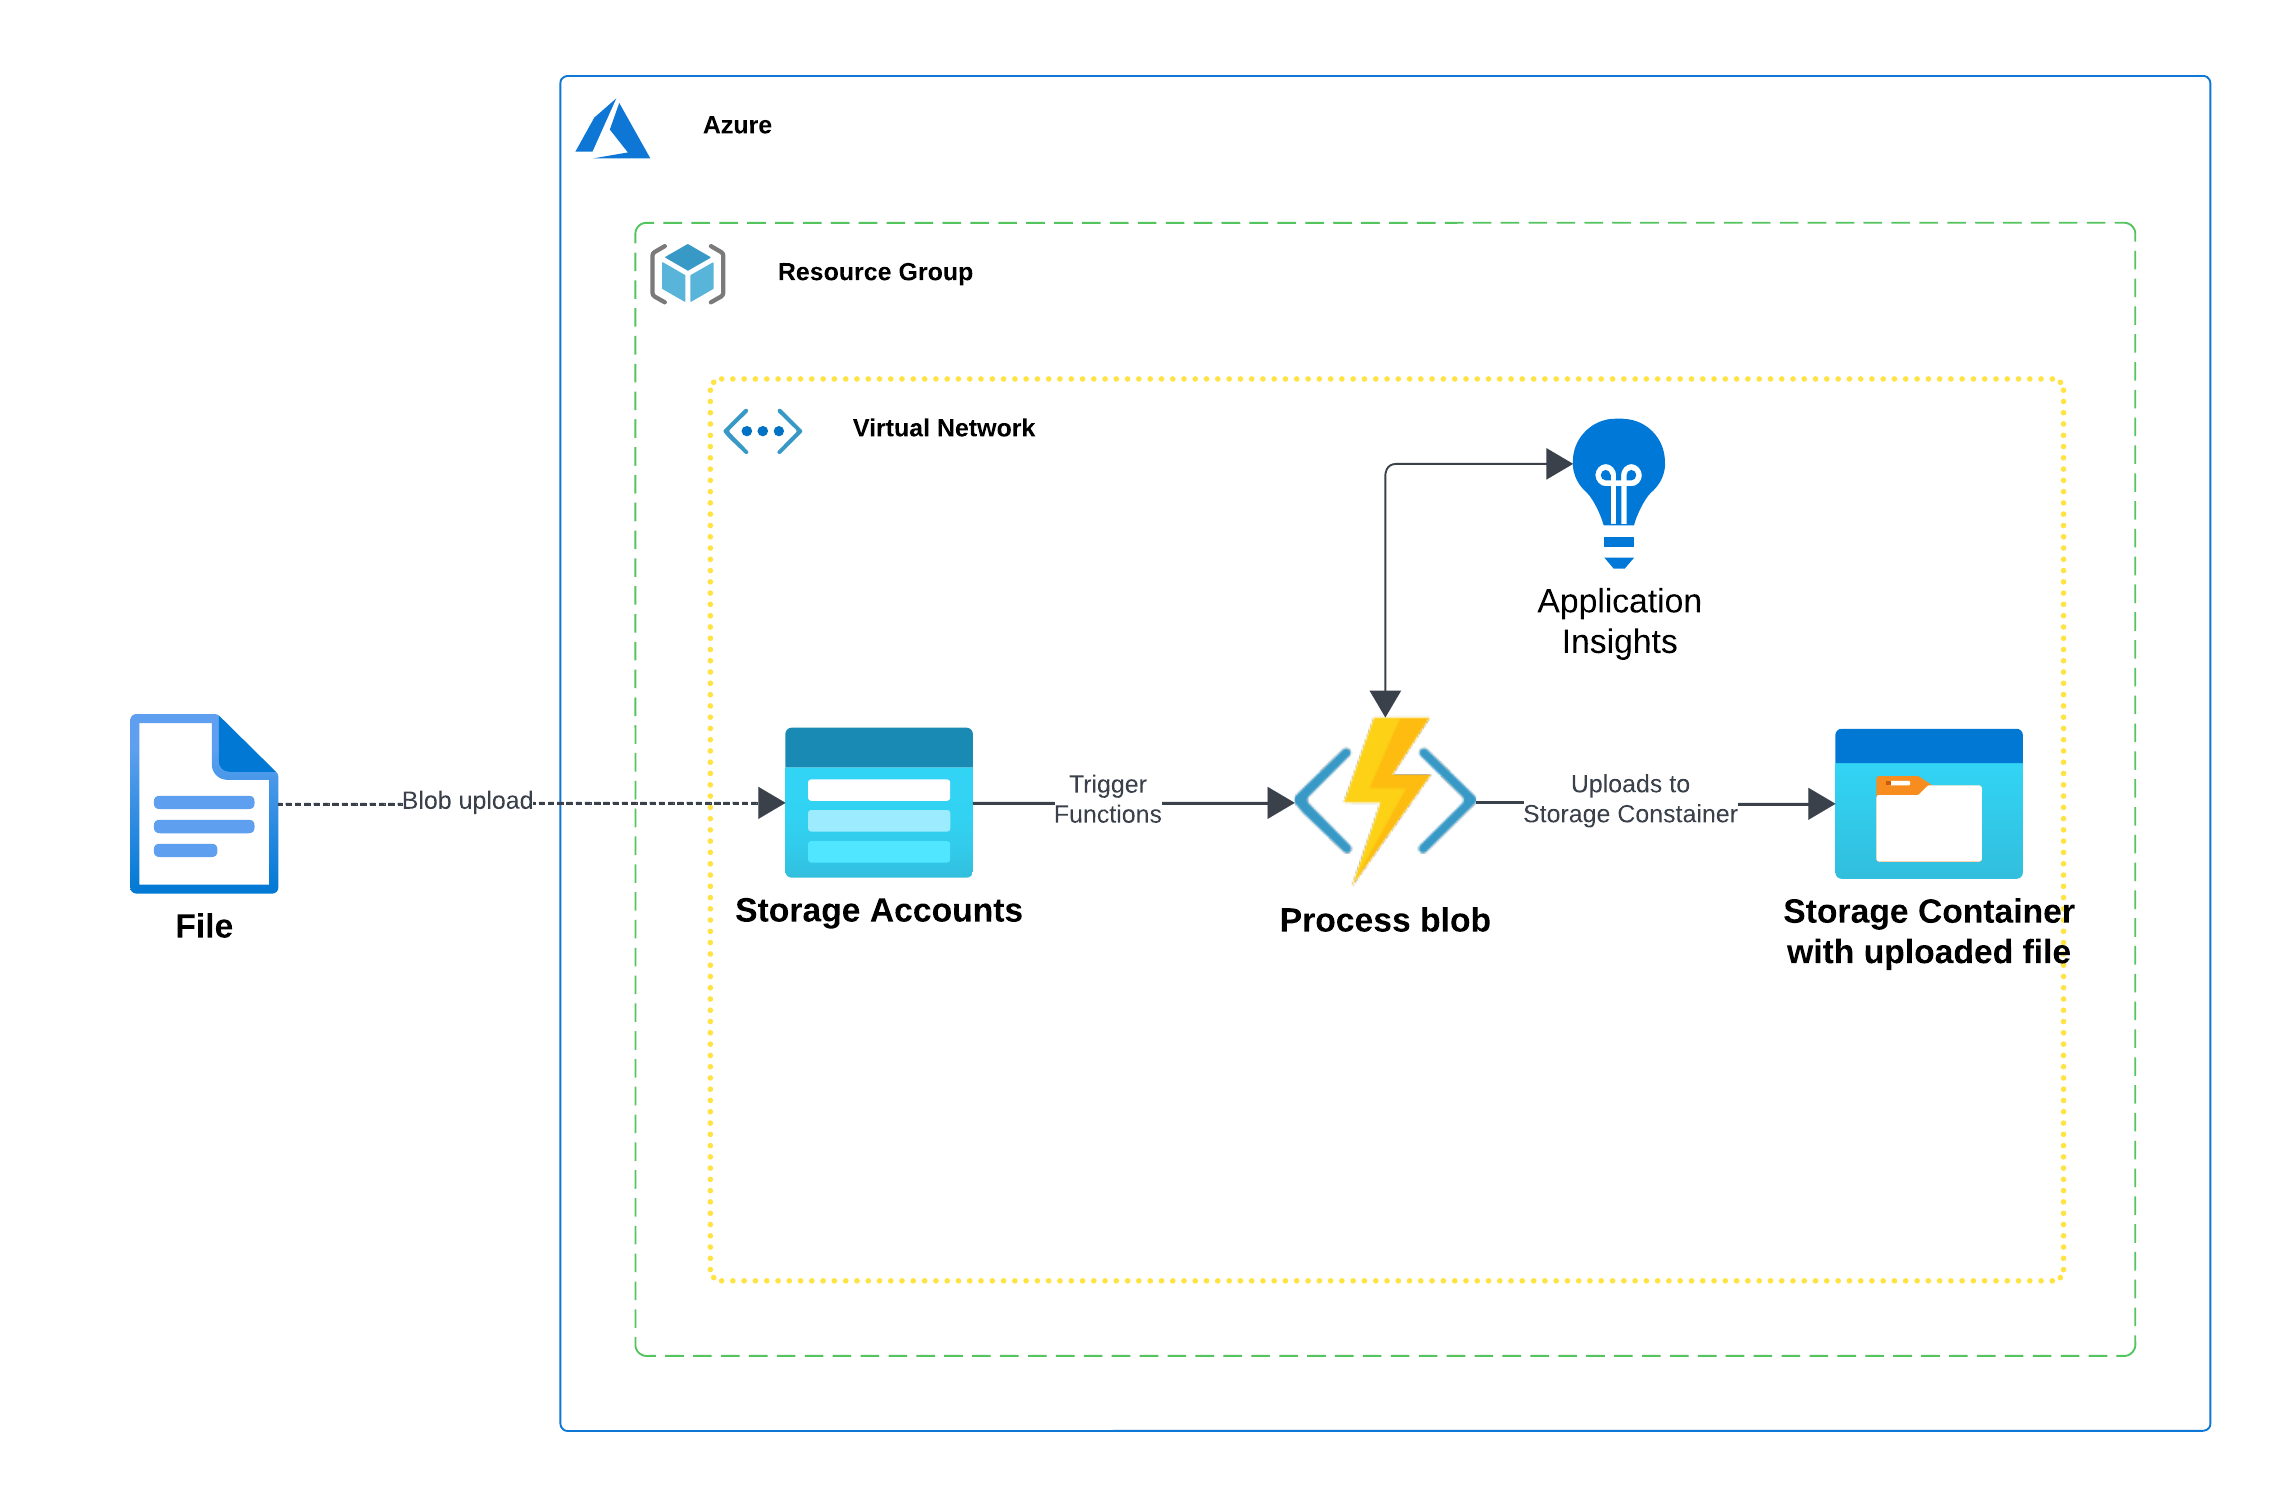 Azure
Resource Group
Virtual Network
Application
Insights
Blob upload
Trigger
Functions
Uploads to
Storage Constainer
File
Storage Accounts
Process blob
Storage Container
with uploaded file